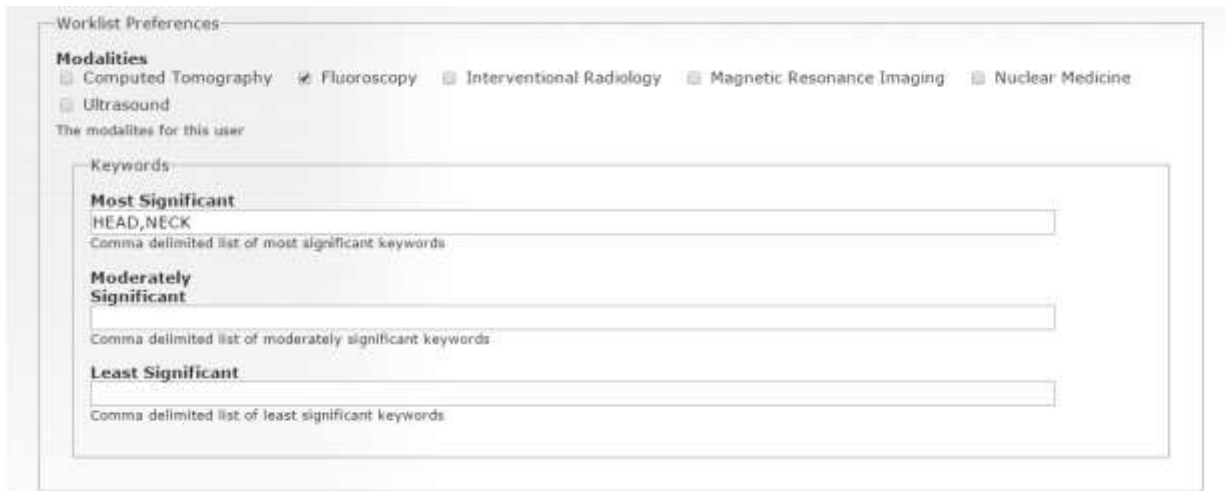 Worklist Preferences
Modalities
Computed Tomography Fluoroscopy Interventional Radiology Magnetic Resonance Imaging Nuclear Medicine
Ultrasound
The modalites for this user
Keywords
Most Significant
HEAD,NECK
Comma delimited list of most significant keywords
Moderately
Significant
Comma delimited list of moderately significant keywords
Least Significant
Comma delimited list of least significant keywords